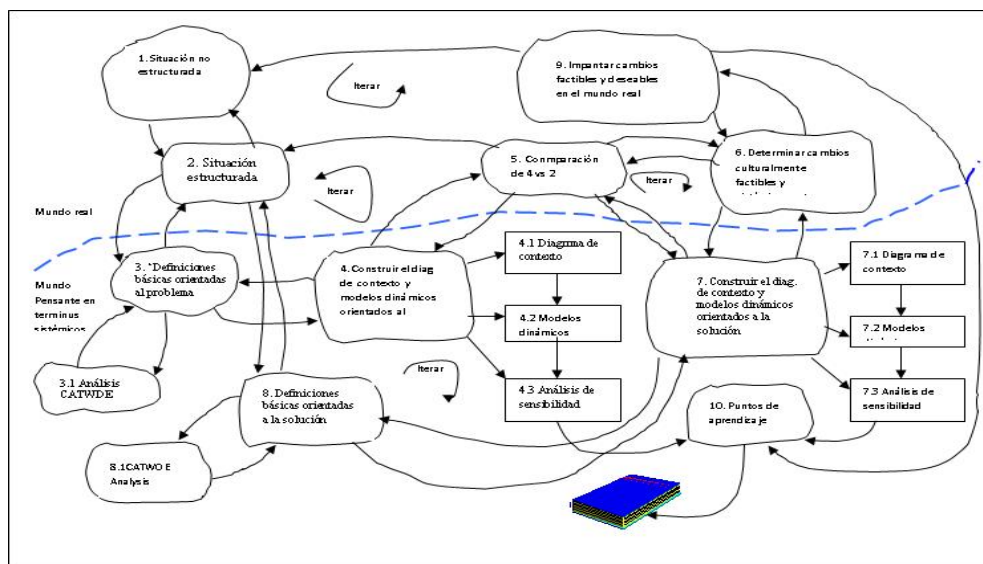 1. Situación no
estructurada
Iterar
9. Impantar cambios
factibles y deseables
en el mundo real
2. Situación
estructurada
Iterar
5. Conmparación
de 4 vs 2
Iterar
6. Determinar cambios
culturalmente
factibles y
Mundo real
Mundo
Pensante en
terminus
sistémicos
3. "Definiciones
básicas orientadas
al problema
4. Construir el diag
de contexto y
modelos dinámicos
orientados al
4.1 Diagrama de
contexto
4.2 Modelos
dinámicos
4.3 Análisis de
sensibilidad
7. Construir el diag.
de contexto y
modelos dinámicos
orientados a la
solución
7.1 Diagrama de
contexto
7.2 Modelos
7.3 Análisis de
sensibilidad
3.1 Análisis
CATWDE
8. Definiciones
básicas orientadas
a la solución
Iterar
8.1CATWO E
Analysis
10. Puntos de
aprendizaje